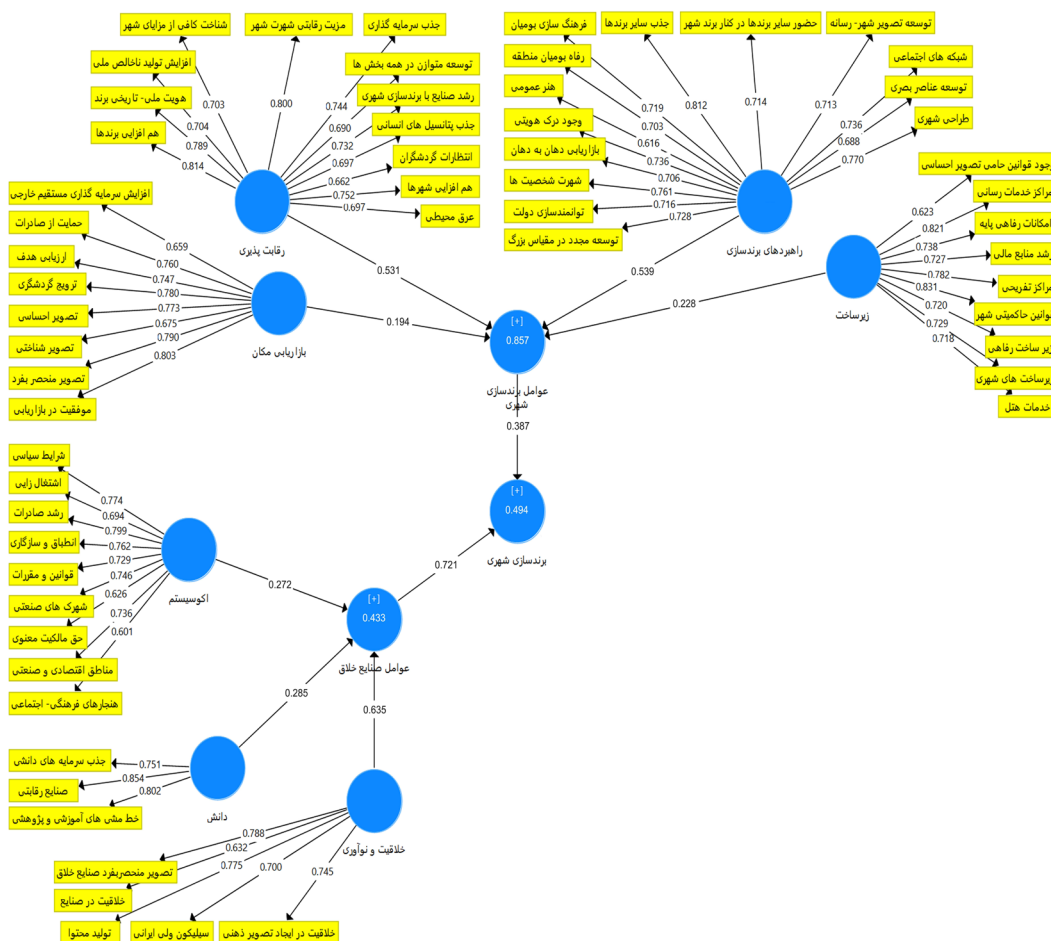 شناخت کافی از مزایای شهر
مزیت رقابتی شهرت شهر
جذب سرمایه گذاری
افزایش تولید ناخالص ملی
توسعه متوازن در همه بخش ها
هویت ملی- تاریخی برند
رشد صنایع با برندسازی شهری
هم افزایی برندها
جذب پتانسیل های انسانی
انتظارات گردشگران
هم افزایی شهرها
عرق محیطی
0.703
0.800
0.744
0.704
0.690
0.789
0.732
0.814
0.697
0.662
0.752
0.697
رقابت پذیری
فرهنگ سازی بومیان
جذب سایر برندها
حضور سایر برندها در کنار برند شهر
توسعه تصویر شهر- رسانه
رفاه بومیان منطقه
شبکه های اجتماعی
هنر عمومی
توسعه عناصر بصری
وجود درک هویتی
طراحی شهری
بازاریابی دهان به دهان
شهرت شخصیت ها
توانمندسازی دولت
توسعه مجدد در مقیاس بزرگ
0.719
0.812
0.714
0.713
0.703
0.736
0.616
0.688
0.736
0.770
0.706
0.761
0.716
0.728
راهبردهای برندسازی
وجود قوانین حامی تصویر احساسی
مراکز خدمات رسانی
امکانات رفاهی پایه
رشد منابع مالی
مراکز تفریحی
قوانین حاکمیتی شهر
زیر ساخت رفاهی
زیرساخت های شهری
خدمات هتل
0.623
0.821
0.738
0.727
0.782
0.831
0.720
0.729
0.718
زیرساخت
افزایش سرمایه گذاری مستقیم خارجی
حمایت از صادرات
ارزیابی هدف
ترویج گردشگری
تصویر احساسی
تصویر شناختی
تصویر منحصر بفرد
موفقیت در بازاریابی
0.659
0.760
0.747
0.780
0.773
0.675
0.790
0.803
بازاریابی مکان
0.531
0.539
0.194
0.228
[+]
0.857
عوامل برندسازی
شهری
0.387
[+]
0.494
برندسازی شهری
0.721
شرایط سیاسی
اشتغال زایی
رشد صادرات
انطباق و سازگاری
قوانین و مقررات
شهرک های صنعتی
حق مالکیت معنوی
مناطق اقتصادی و صنعتی
هنجارهای فرهنگی- اجتماعی
0.774
0.694
0.799
0.762
0.729
0.746
0.626
0.736
0.601
اکوسیستم
0.272
[+]
0.433
عوامل صنایع خلاق
0.285
0.635
جذب سرمایه های دانشی
صنایع رقابتی
خط مشی های آموزشی و پژوهشی
0.751
0.854
0.802
دانش
خلاقیت و نوآوری
0.788
0.632
0.775
0.700
0.745
تصویر منحصربفرد صنایع خلاق
خلاقیت در صنایع
تولید محتوا
سیلیکون ولی ایرانی
خلاقیت در ایجاد تصویر ذهنی